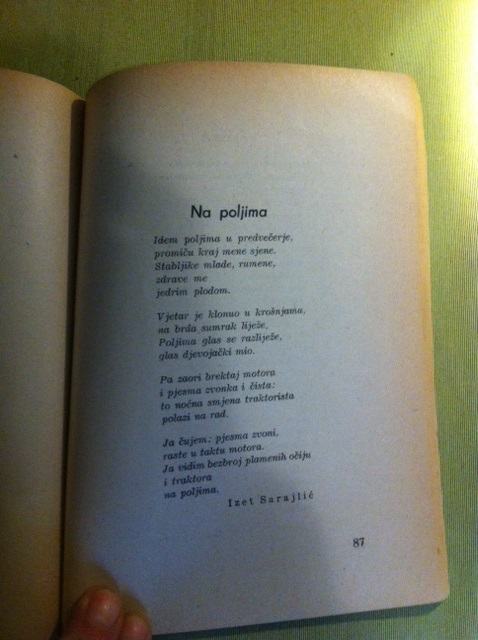 Na poljima
Idem poljima u predvečerje,
promiču kraj mene sjene.
Stabljike mlade, rumene,
zdrave me
jedrim plodom.
Vjetar je klonuo u krošnjama,
na brda sumrak liježe,
Poljima glas se razliježe,
glas djevojački mio.
Pa zaori brektaj motora
i pjesma zvonka i čista:
to noćna smjena traktorista
polazi na rad.
Ja čujem: pjesma zvoni,
raste u taktu motora.
Ja vidim bezbroj plamenih očiju
i traktora
na poljima.
Izet Sarajlić
87